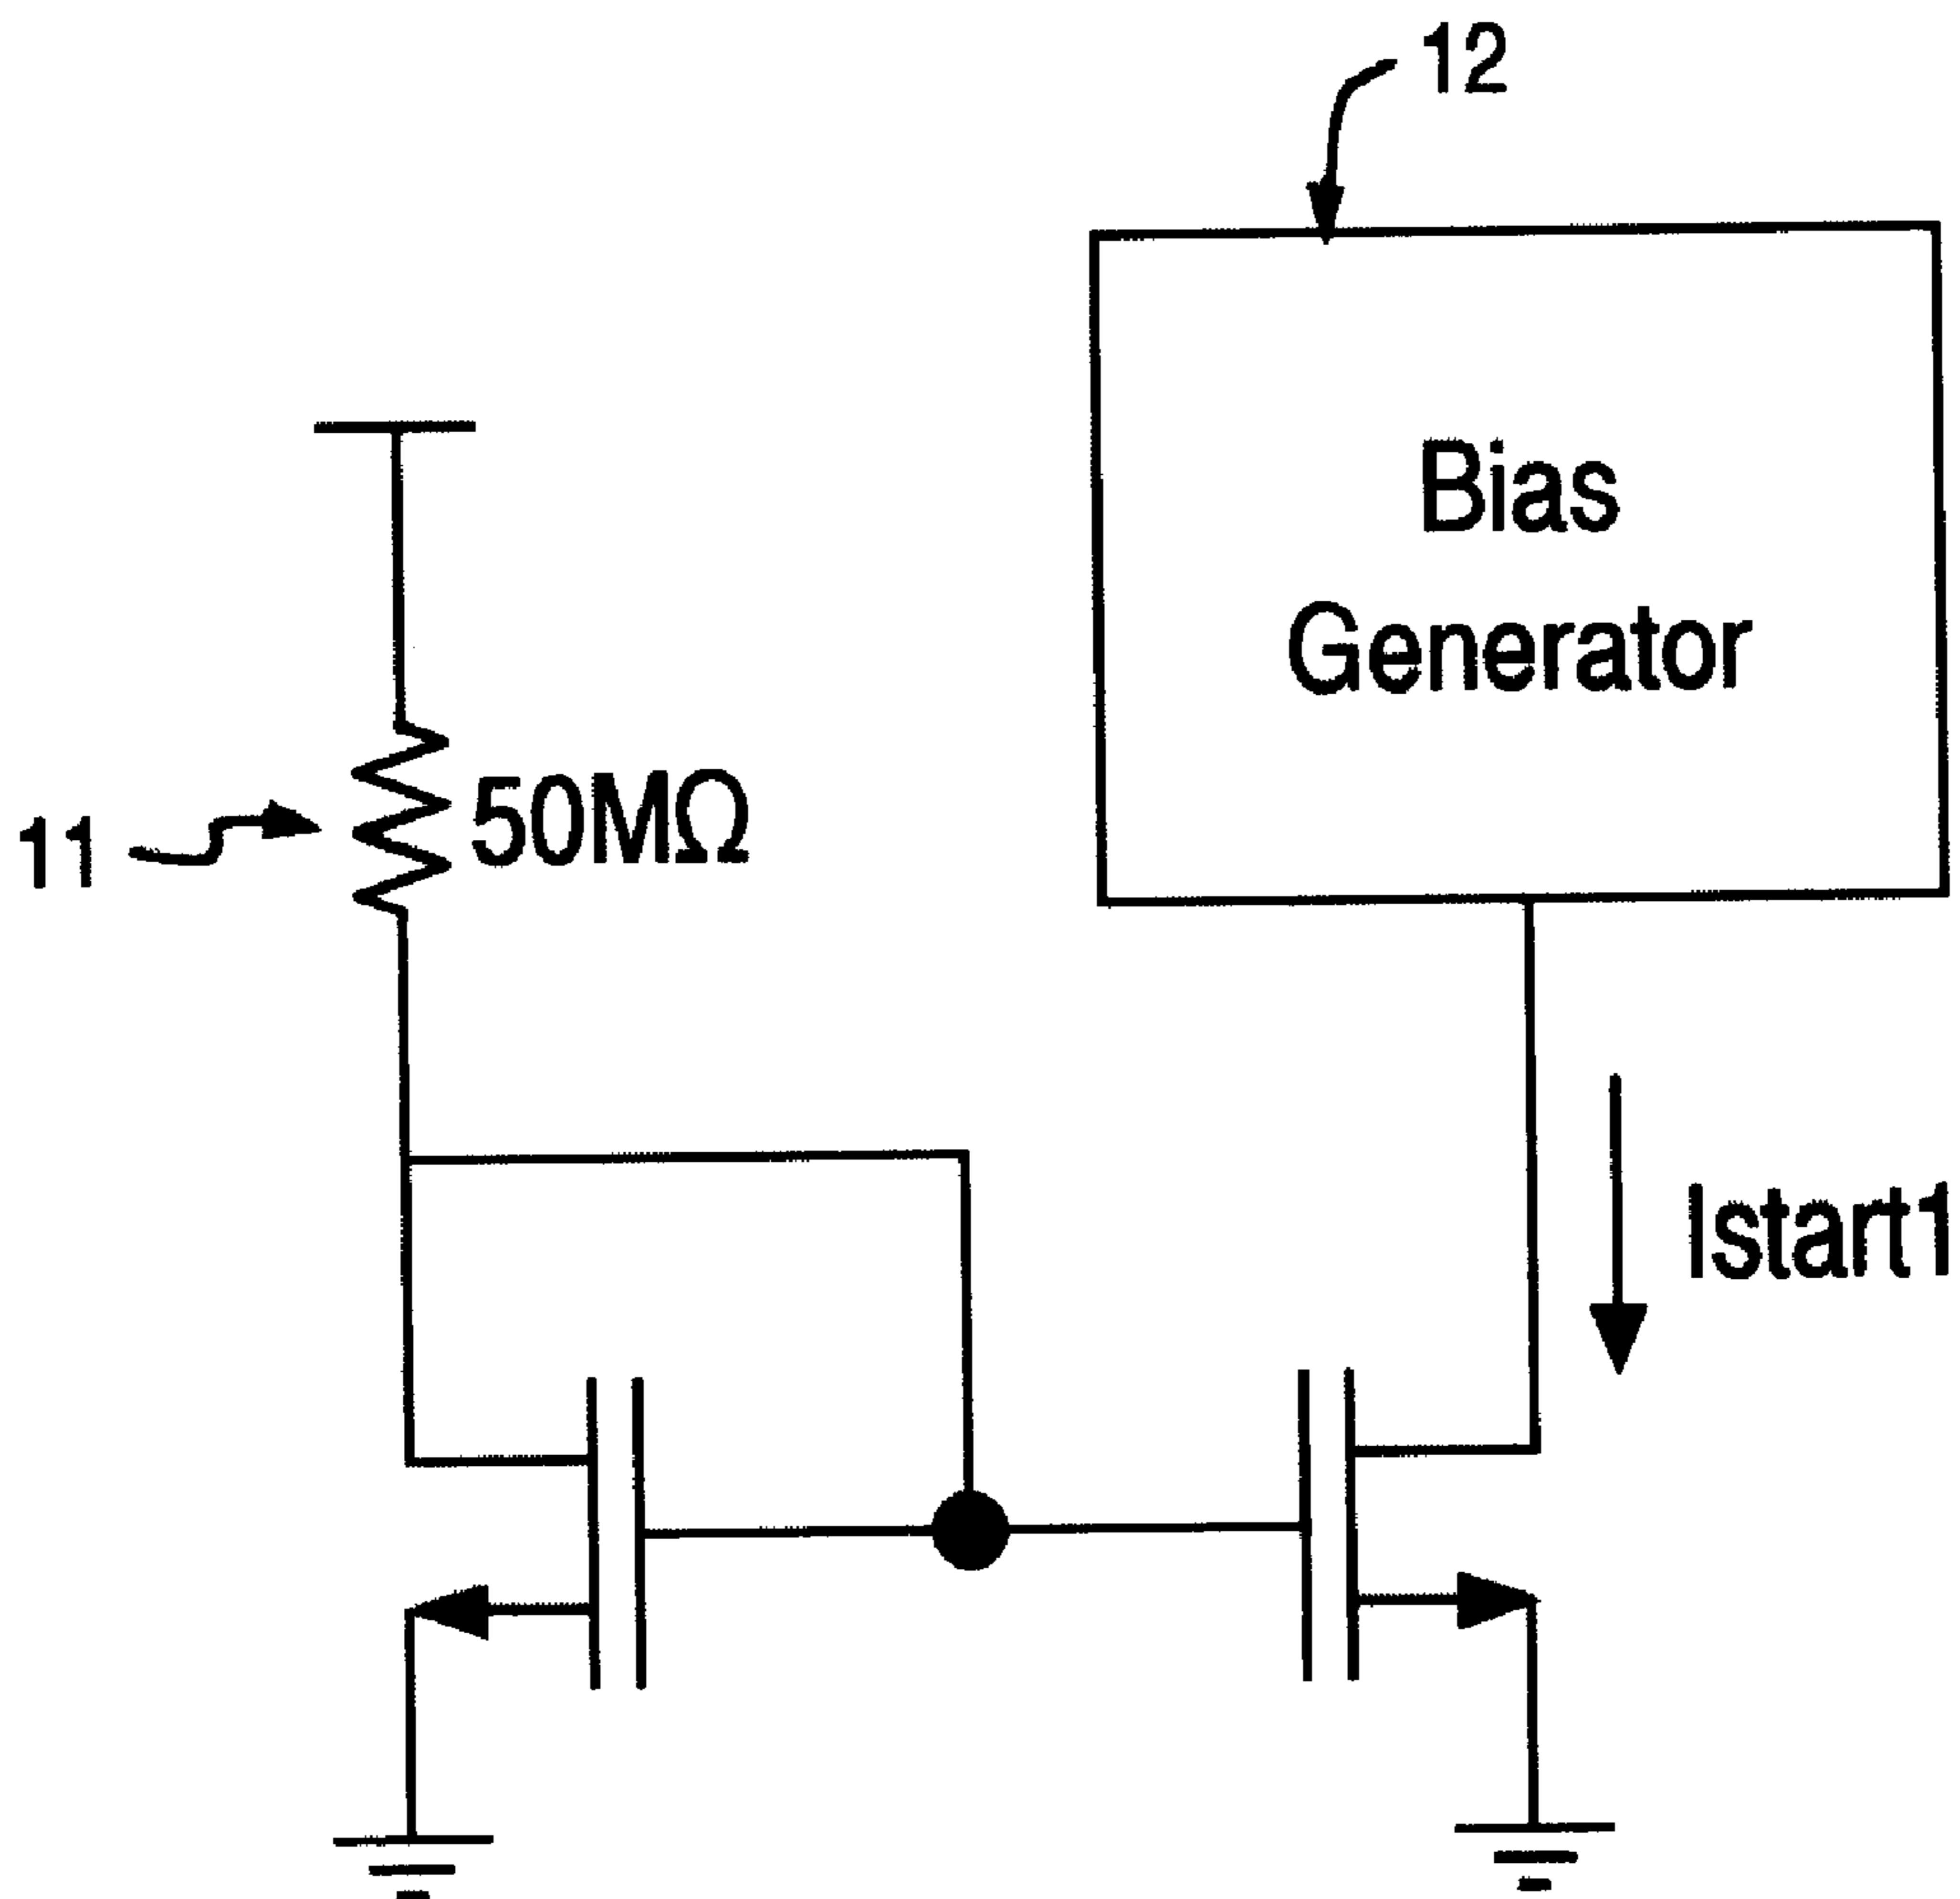 12
Bias
Generator
11
50MΩ
Istart1